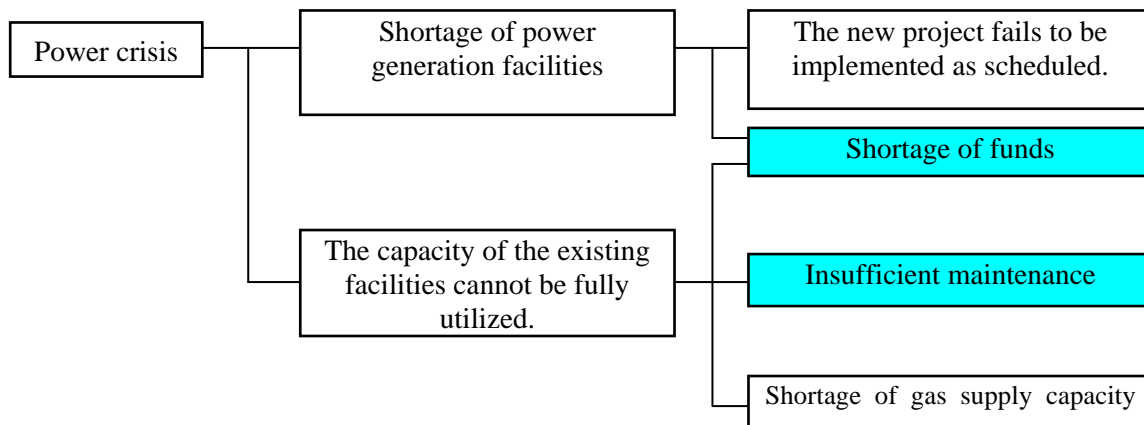 Power crisis
Shortage of power
generation facilities
The new project fails to be
implemented as scheduled.
Shortage of funds
The capacity of the existing
facilities cannot be fully
utilized.
Insufficient maintenance
Shortage of gas supply capacity